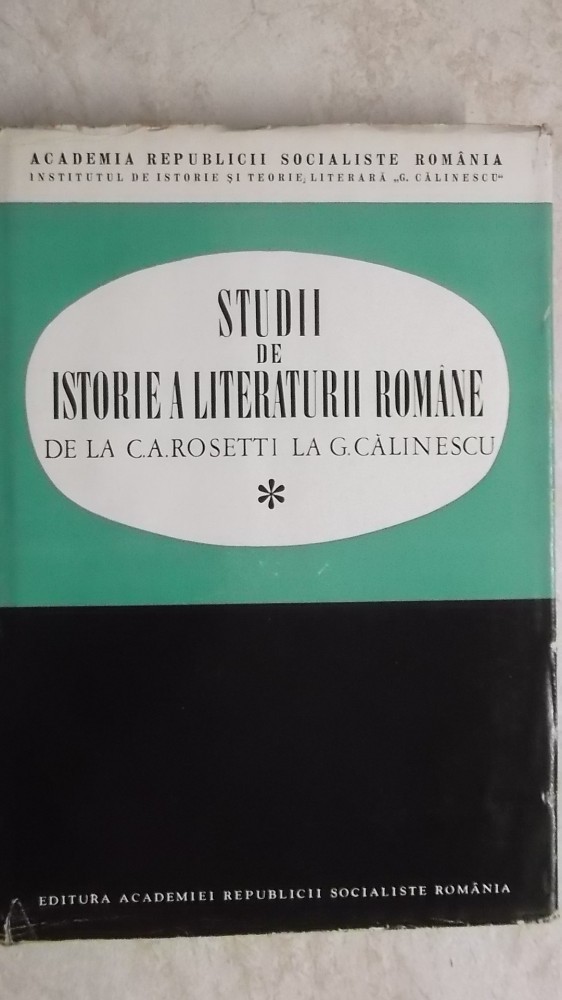 ACADEMIA REPUBLICII SOCIALISTE ROMÂNIA
INSTITUTUL DE ISTORIE ȘI TEORIE LITERARĂ „G. CĂLINESCU"
STUDII
DE
ISTORIE A LITERATURII ROMÂNE
DE LA C.A.ROSETTI LA G.CĂLINESCU
*
EDITURA ACADEMIEI REPUBLICII SOCIALISTE ROMÂNIA